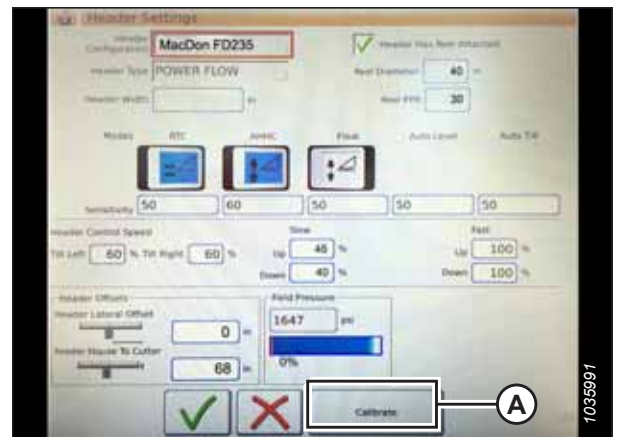 Header Settings
Header Configuration MacDon FD235 Header Has Reel Attached
Header Type POWER FLOW Reel Diameter 40 in
Header Width in Reel PPR 30
Modes RTC AHHC Float Auto Level Auto Tilt
Sensitivity 50 60 50 50 50
Header Control Speed Slow Fast
Tilt Left 60 % Tilt Right 60 % Up 48 % Up 100 %
Down 40 % Down 100 %
Header Offsets Field Pressure
Header Lateral Offset 1647 psi
0 in
Feeder House To Cutter 0%
68 in
Calibrate
A
1035991